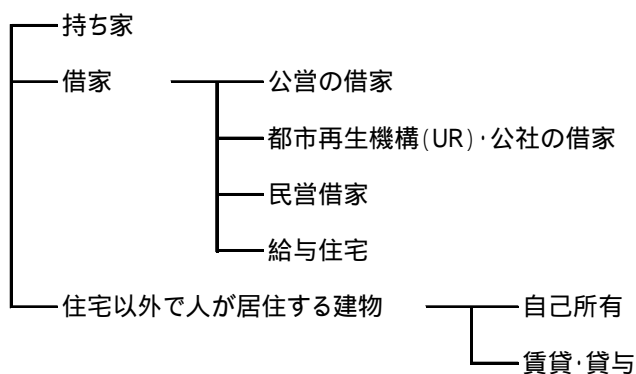 持ち家
借家
公営の借家
都市再生機構(UR)･公社の借家
民営借家
給与住宅
住宅以外で人が居住する建物
自己所有
賃貸･貸与